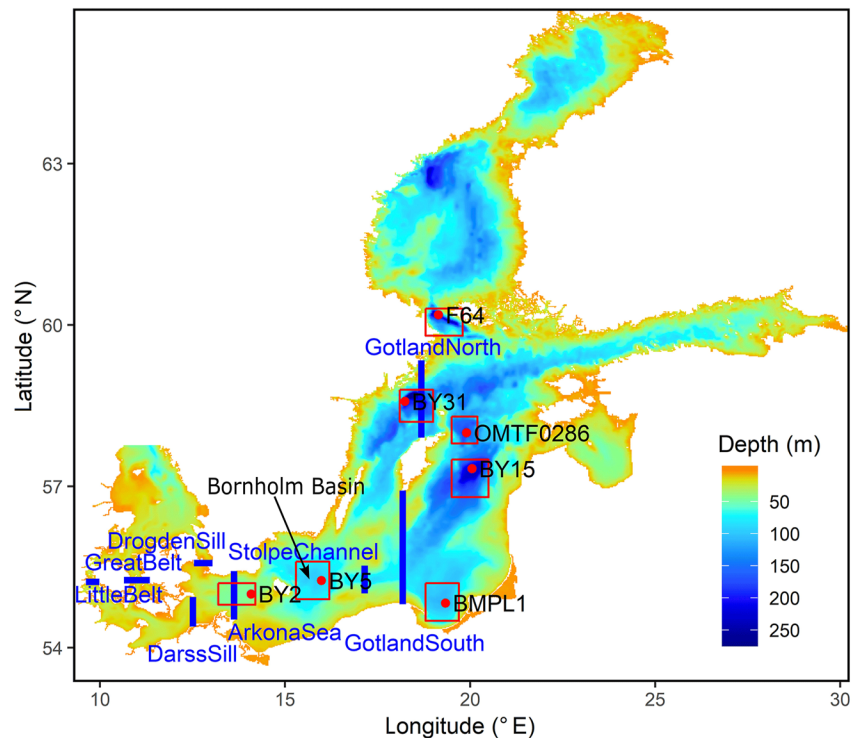 63
60
57
54
Latitude (° N)
F64
GotlandNorth
BY31
OMTF0286
BY15
Bornholm Basin
DrogdenSill
GreatBelt
LittleBelt
StolpeChannel
BY2
BY5
BMPL1
ArkonaSea
GotlandSouth
DarssSill
Depth (m)
50
100
150
200
250
10
15
20
25
30
Longitude (° E)